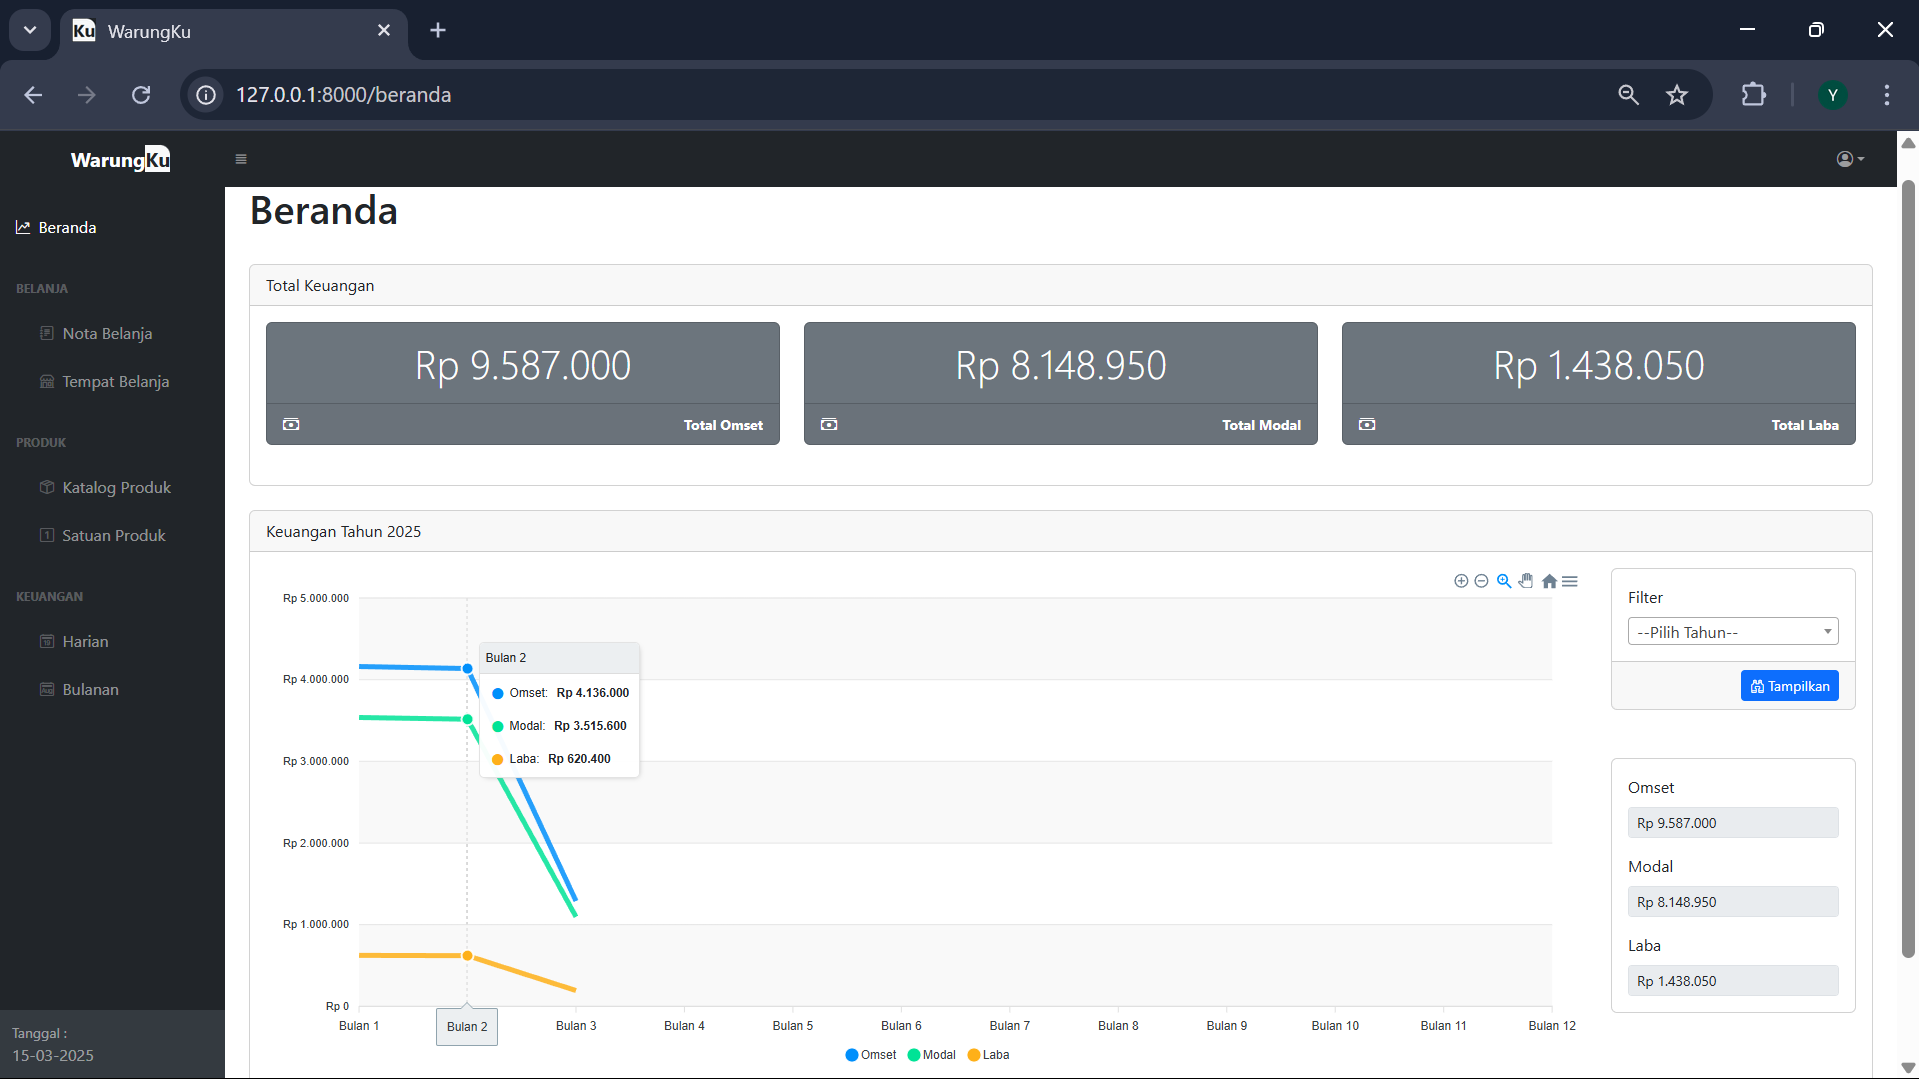 Ku WarungKu
127.0.0.1:8000/beranda
Y
WarungKu
Beranda
BELANJA
Nota Belanja
Tempat Belanja
PRODUK
Katalog Produk
Satuan Produk
KEUANGAN
Harian
Bulanan
Tanggal :
15-03-2025
Beranda
Total Keuangan
Rp 9.587.000
Total Omset
Rp 8.148.950
Total Modal
Rp 1.438.050
Total Laba
Keuangan Tahun 2025
Rp 5.000.000
Rp 4.000.000
Rp 3.000.000
Rp 2.000.000
Rp 1.000.000
Rp 0
Bulan 2
Omset: Rp 4.136.000
Modal: Rp 3.515.600
Laba: Rp 620.400
Bulan 1 Bulan 2 Bulan 3 Bulan 4 Bulan 5 Bulan 6 Bulan 7 Bulan 8 Bulan 9 Bulan 10 Bulan 11 Bulan 12
Omset Modal Laba
Filter
--Pilih Tahun--
Tampilkan
Omset
Rp 9.587.000
Modal
Rp 8.148.950
Laba
Rp 1.438.050